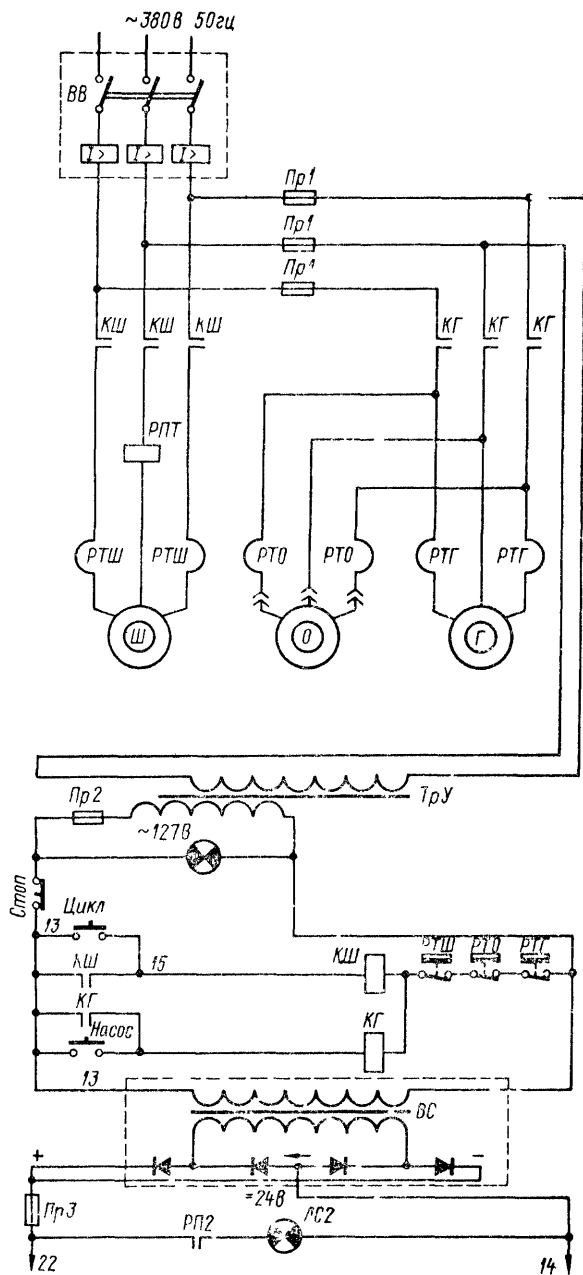 ~380В 50гц
ВВ
I> I> I>
Пр1
Пр1
Пр1
КШ КШ КШ КГ КГ КГ
РПТ
РТШ РТШ РТО РТО РТГ РТГ
Ш О Г
ТрУ
Пр2
~127В
Стоп
Цикл
13
15
КШ
КШ
РТШ РТО РТГ
КГ
КГ
Насос
13
ВС
+ -
=24В
ЛС2
Пр3
РП2
22 14